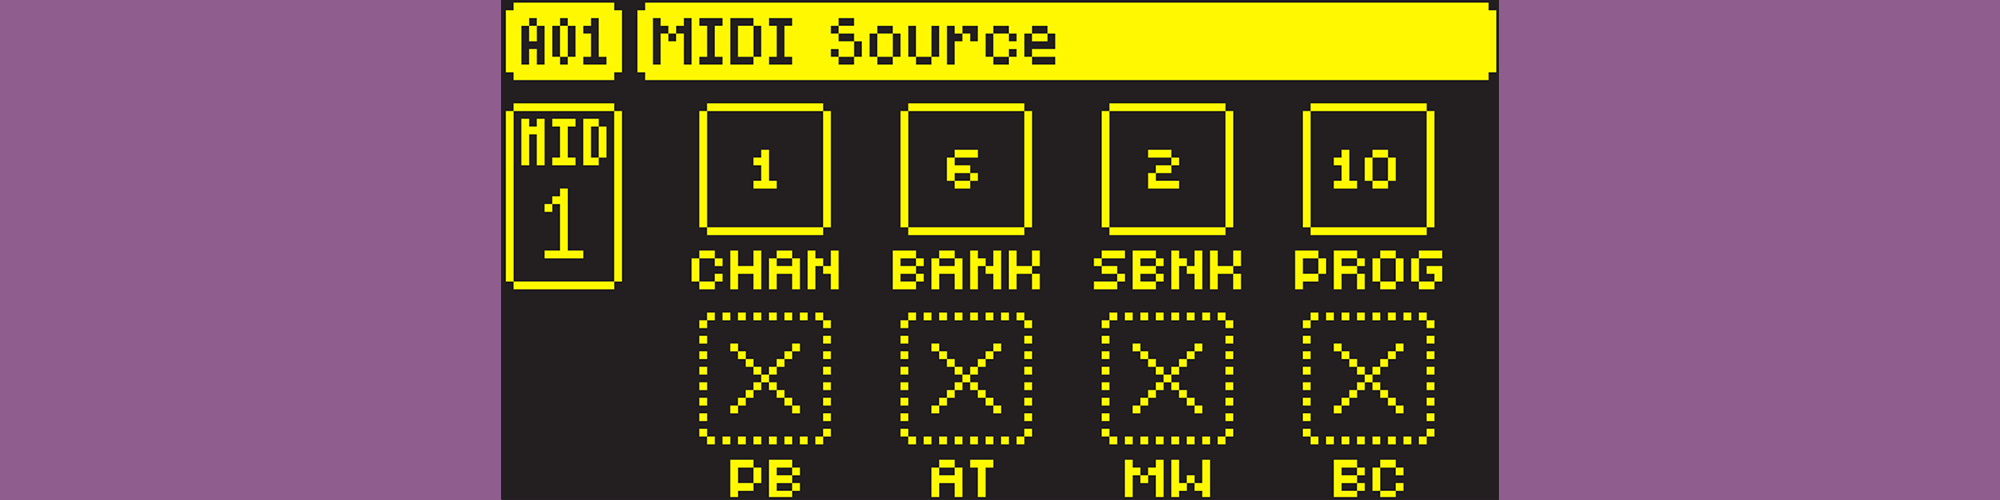 A01 MIDI Source
MID
1
1 6 2 10
CHAN BANK SBNK PROG
PB AT MW BC